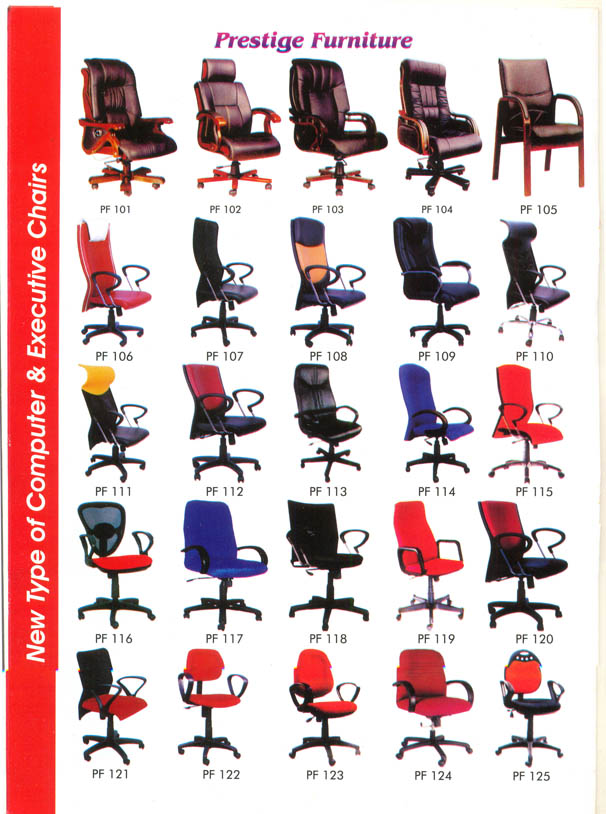 Prestige Furniture
New Type of Computer & Executive Chairs
PF 101 PF 102 PF 103 PF 104 PF 105
PF 106 PF 107 PF 108 PF 109 PF 110
PF 111 PF 112 PF 113 PF 114 PF 115
PF 116 PF 117 PF 118 PF 119 PF 120
PF 121 PF 122 PF 123 PF 124 PF 125